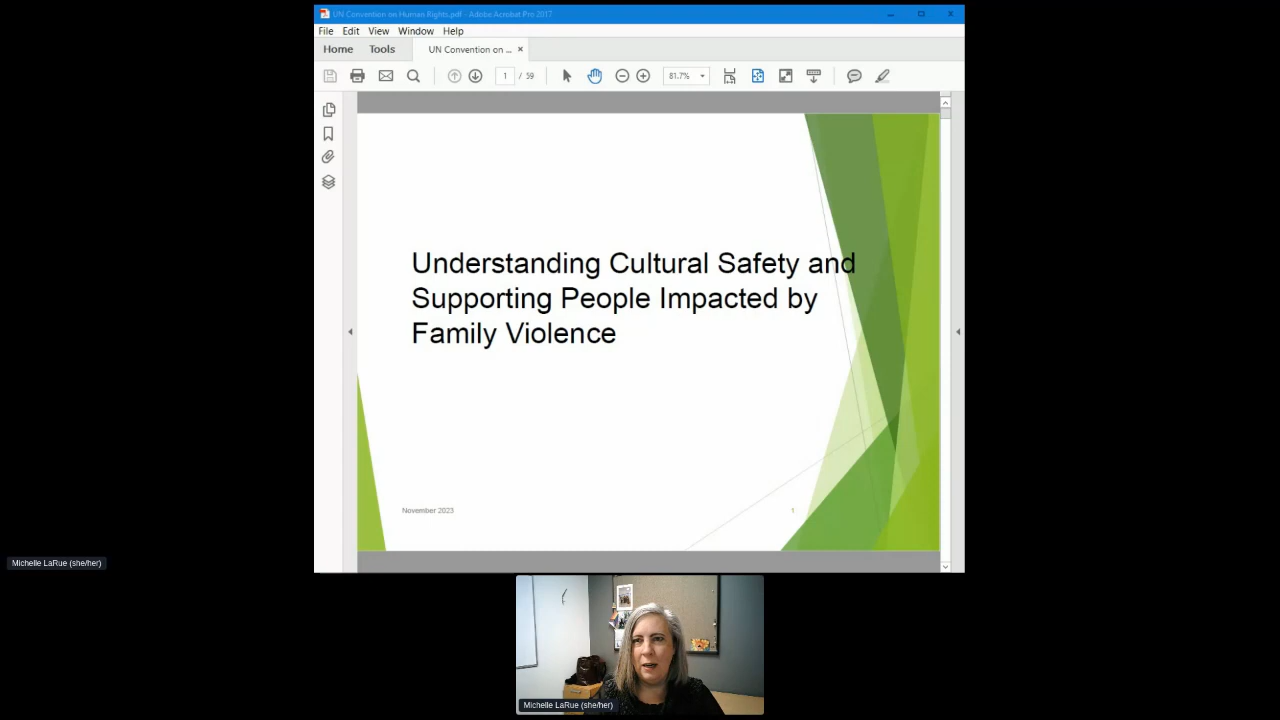 UN Convention on Human Rights.pdf - Adobe Acrobat Pro 2017
File Edit View Window Help
Home Tools UN Convention on ... ×
1 / 59 81.7%
Understanding Cultural Safety and
Supporting People Impacted by
Family Violence
November 2023 1
Michelle LaRue (she/her)
Michelle LaRue (she/her)